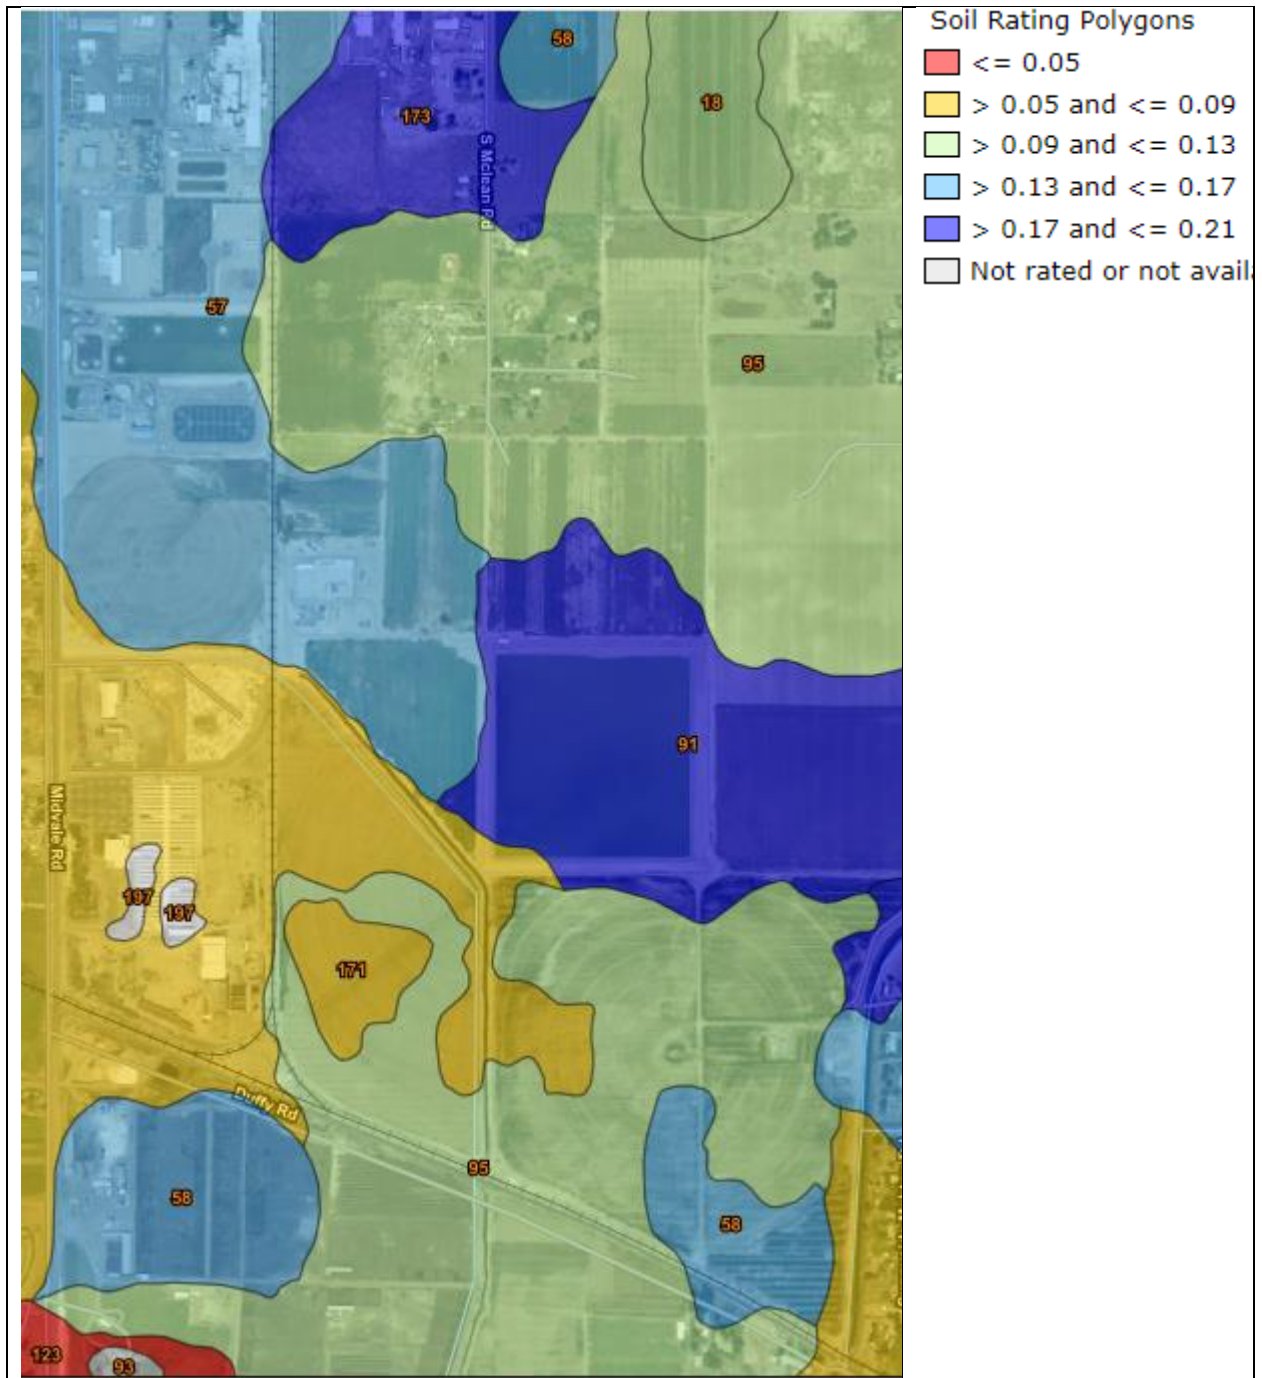 Soil Rating Polygons
<= 0.05
> 0.05 and <= 0.09
> 0.09 and <= 0.13
> 0.13 and <= 0.17
> 0.17 and <= 0.21
Not rated or not availa
58
18
173
S Mclean Rd
57
95
91
Midvale Rd
197
197
171
Duffy Rd
95
58
58
123
93